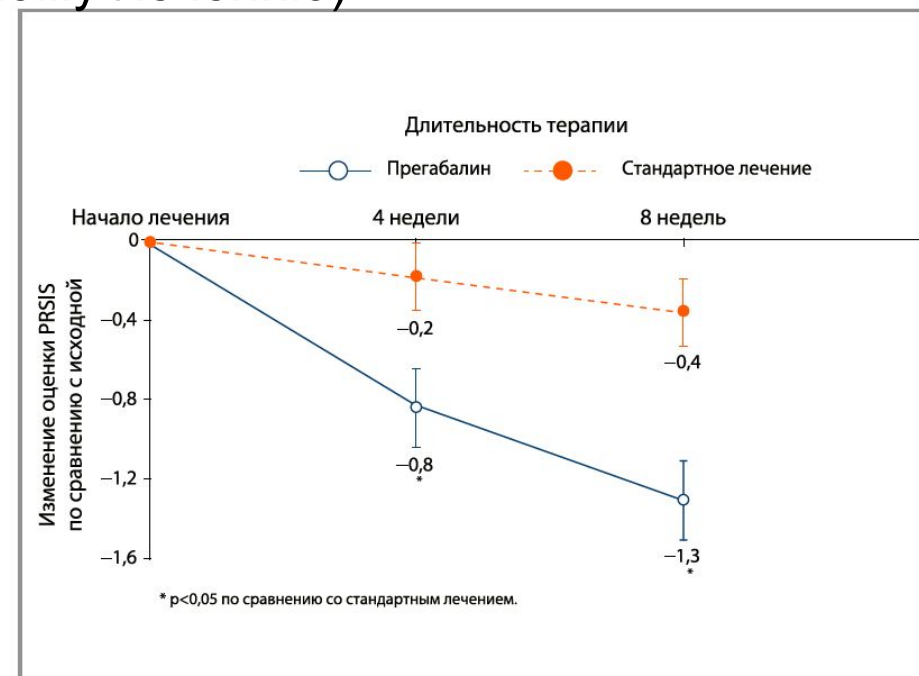 Длительность терапии
Прегабалин
Стандартное лечение
Начало лечения
4 недели
8 недель
0
–0,4
–0,8
–1,2
–1,6
Изменение оценки PRSIS
по сравнению с исходной
–0,2
–0,4
–0,8
*
–1,3
*
* p<0,05 по сравнению со стандартным лечением.